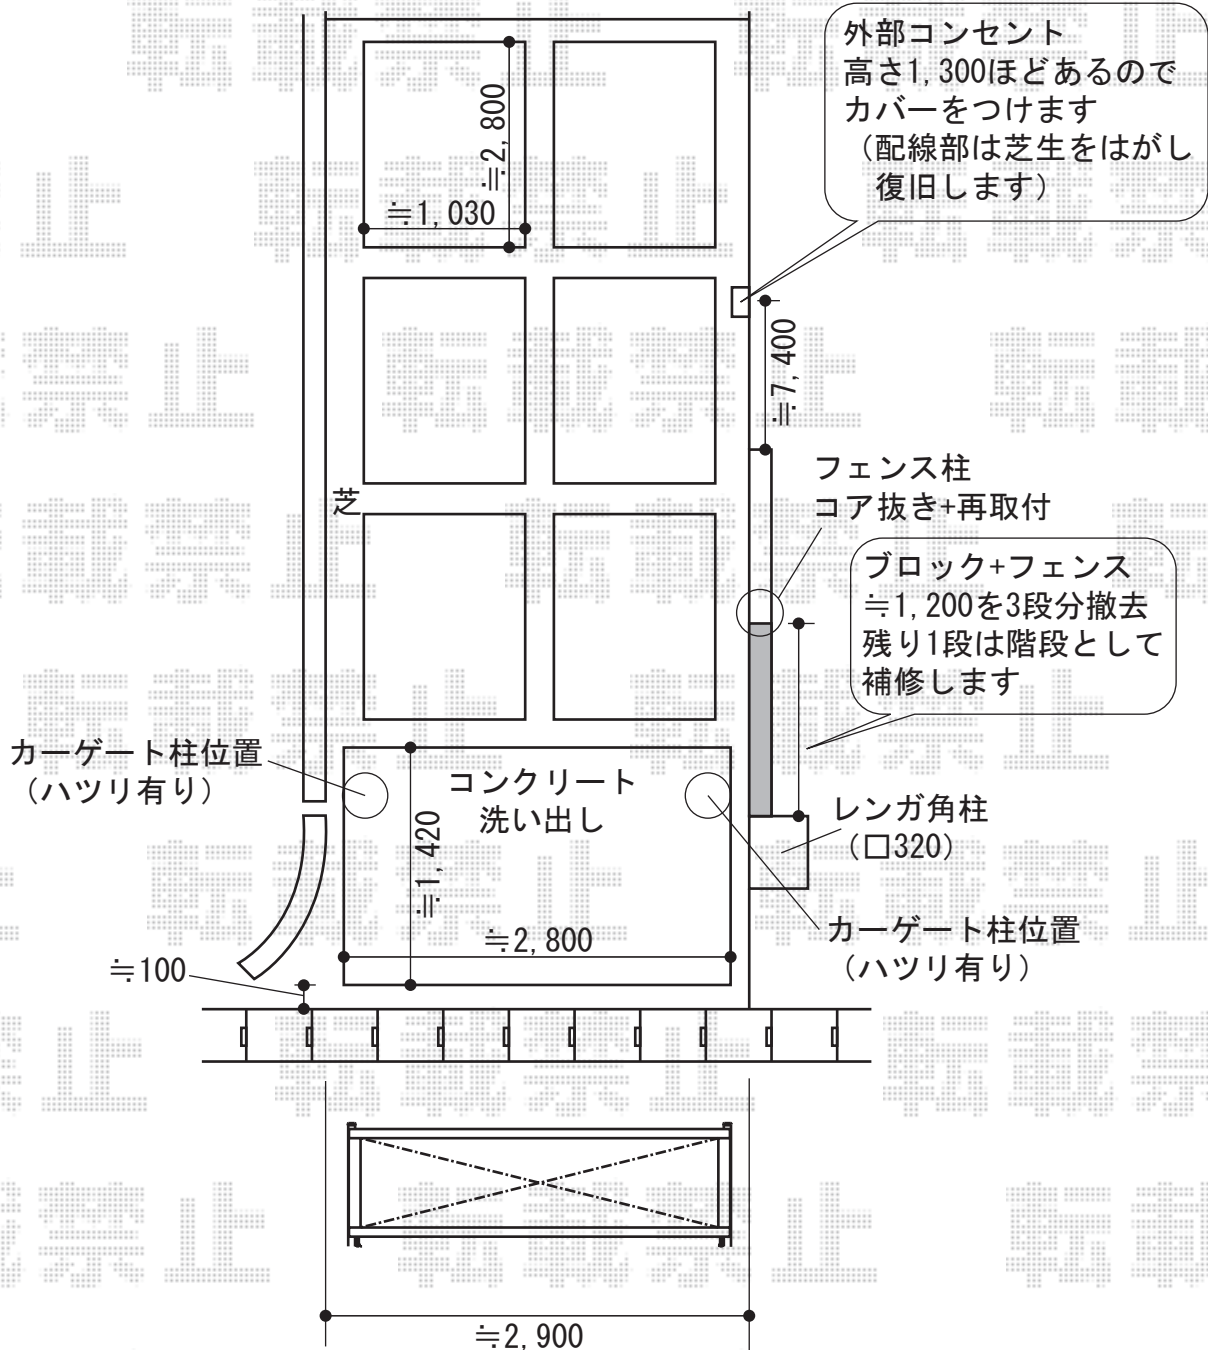 外部コンセント
高さ1,300ほどあるので
カバーをつけます
（配線部は芝生をはがし
復旧します）
≒2,800
≒1,030
≒7,400
フェンス柱
コア抜き+再取付
芝
ブロック+フェンス
≒1,200を3段分撤去
残り1段は階段として
補修します
カーゲート柱位置
（ハツリ有り）
コンクリート
洗い出し
≒1,420
≒2,800
レンガ角柱
（□320）
カーゲート柱位置
（ハツリ有り）
≒100
≒2,900
転載禁止